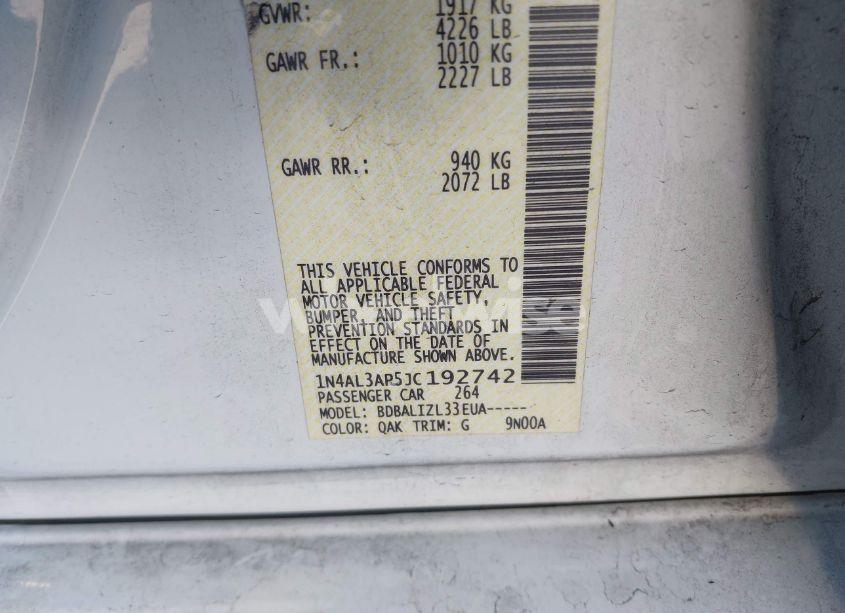 GVWR: 1917 KG
4226 LB
GAWR FR.: 1010 KG
2227 LB
GAWR RR.: 940 KG
2072 LB
THIS VEHICLE CONFORMS TO
ALL APPLICABLE FEDERAL
MOTOR VEHICLE SAFETY,
BUMPER, AND THEFT
PREVENTION STANDARDS IN
EFFECT ON THE DATE OF
MANUFACTURE SHOWN ABOVE.
1N4AL3AP5JC192742
PASSENGER CAR 264
MODEL: BDBALIZL33EUA-----
COLOR: QAK TRIM: G 9N00A